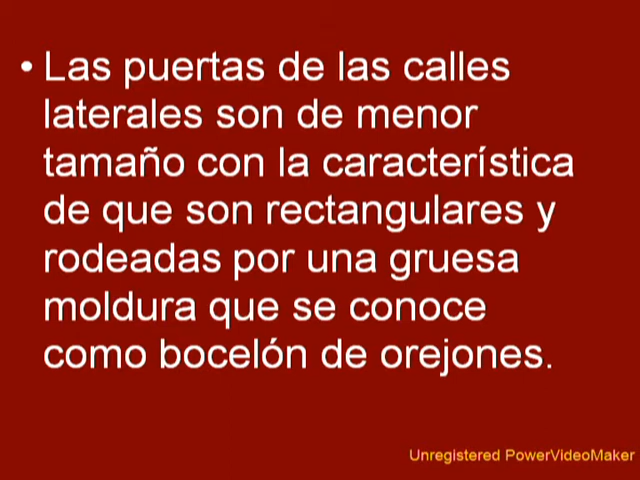 • Las puertas de las calles
laterales son de menor
tamaño con la característica
de que son rectangulares y
rodeadas por una gruesa
moldura que se conoce
como bocelón de orejones.
Unregistered PowerVideoMaker